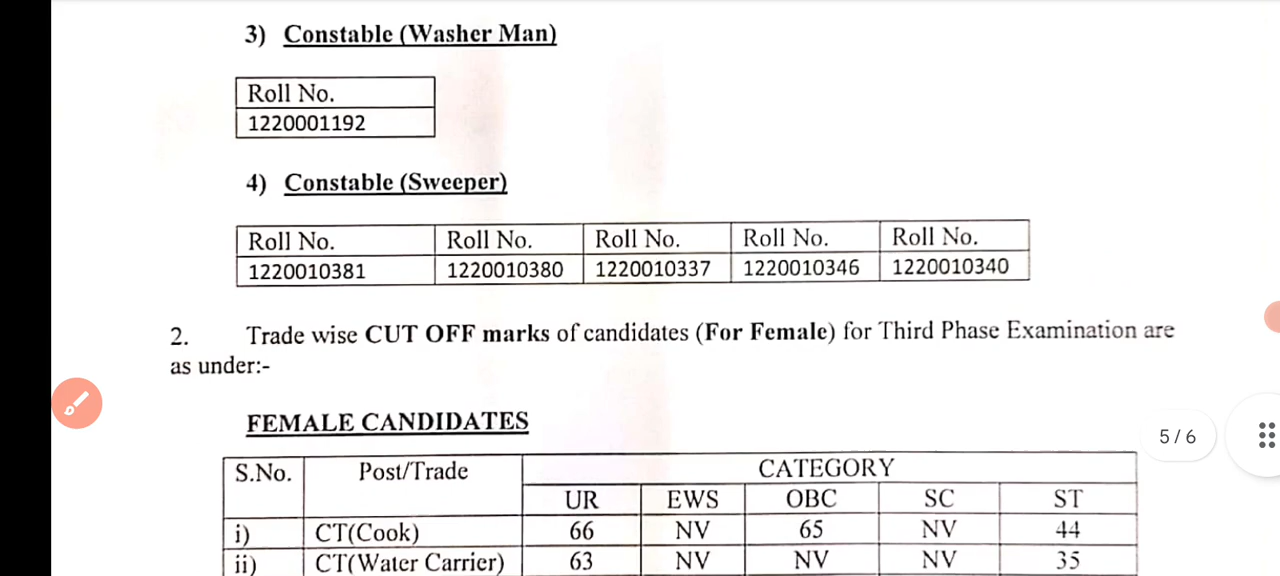 3) Constable (Washer Man)
Roll No.
1220001192
4) Constable (Sweeper)
Roll No. Roll No. Roll No. Roll No. Roll No.
1220010381 1220010380 1220010337 1220010346 1220010340
2. Trade wise CUT OFF marks of candidates (For Female) for Third Phase Examination are
as under:-
FEMALE CANDIDATES
S.No. Post/Trade CATEGORY
UR EWS OBC SC ST
i) CT(Cook) 66 NV 65 NV 44
ii) CT(Water Carrier) 63 NV NV NV 35
5 / 6